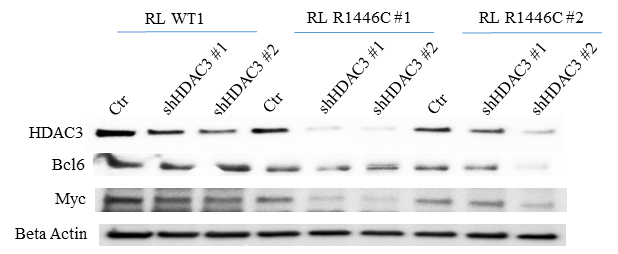 RL WT1 RL R1446C #1 RL R1446C #2
Ctr shHDAC3 #1 shHDAC3 #2 Ctr shHDAC3 #1 shHDAC3 #2 Ctr shHDAC3 #1 shHDAC3 #2
HDAC3
Bcl6
Myc
Beta Actin